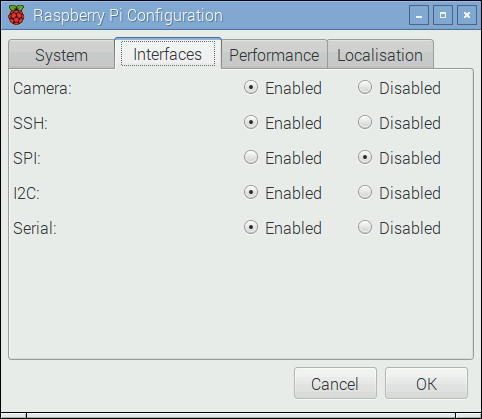 Raspberry Pi Configuration
System Interfaces Performance Localisation
Camera: Enabled Disabled
SSH: Enabled Disabled
SPI: Enabled Disabled
I2C: Enabled Disabled
Serial: Enabled Disabled
Cancel OK